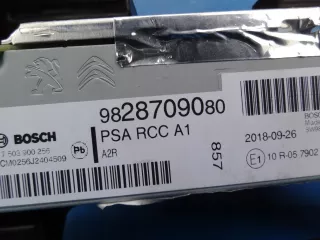 9828709080
BOSCH
PSA RCC A1
2018-09-26
A2R
Pb
857
E1 10 R-05 7902